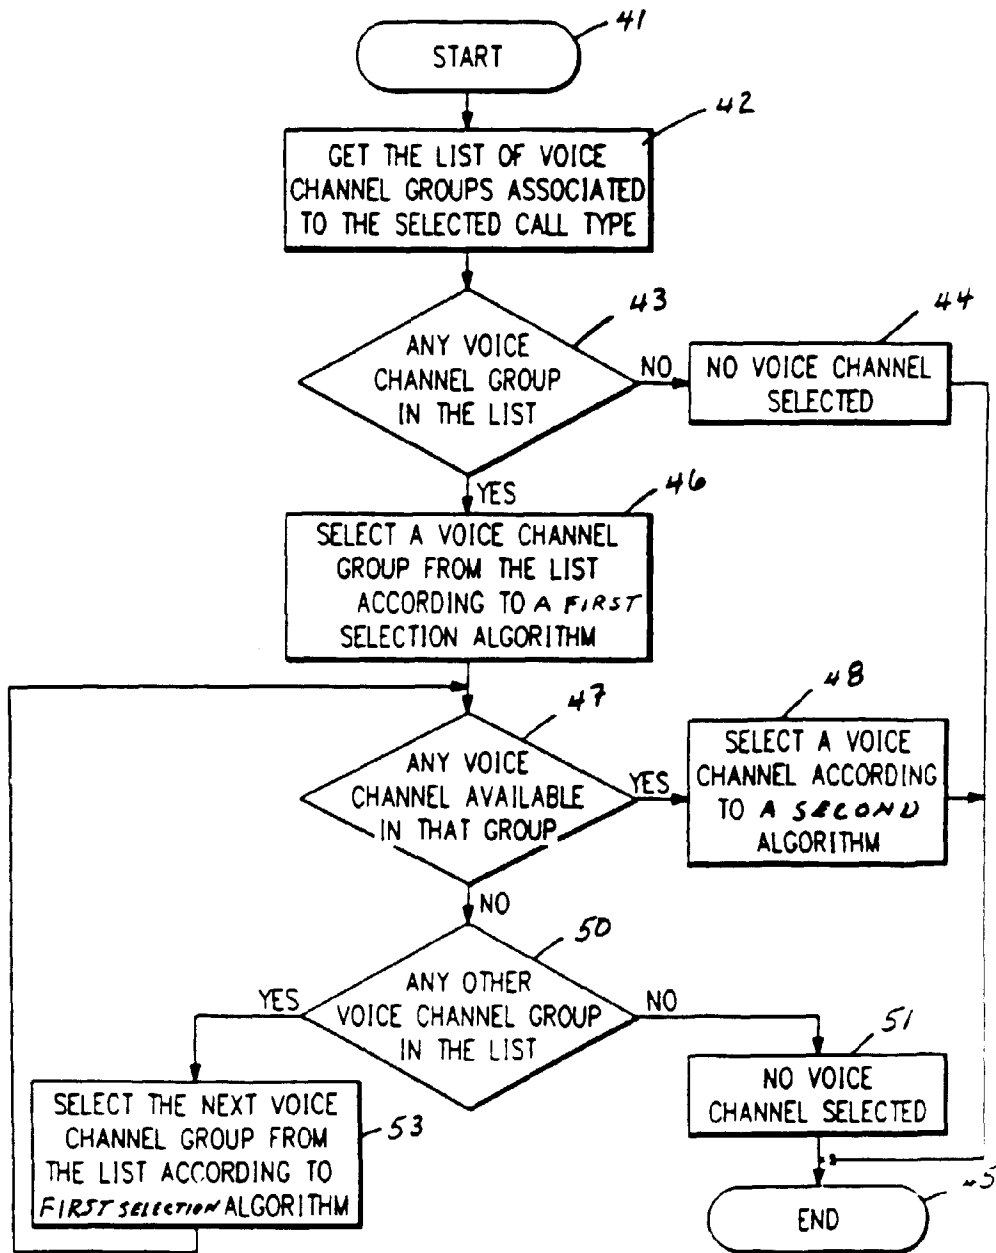 41
START
42
GET THE LIST OF VOICE
CHANNEL GROUPS ASSOCIATED
TO THE SELECTED CALL TYPE
43
ANY VOICE
CHANNEL GROUP
IN THE LIST
NO
44
NO VOICE CHANNEL
SELECTED
YES
46
SELECT A VOICE CHANNEL
GROUP FROM THE LIST
ACCORDING TO A FIRST
SELECTION ALGORITHM
47
ANY VOICE
CHANNEL AVAILABLE
IN THAT GROUP
YES
48
SELECT A VOICE
CHANNEL ACCORDING
TO A SECOND
ALGORITHM
NO
50
ANY OTHER
VOICE CHANNEL GROUP
IN THE LIST
YES
NO
51
NO VOICE
CHANNEL SELECTED
SELECT THE NEXT VOICE
CHANNEL GROUP FROM
THE LIST ACCORDING TO
FIRST SELECTION ALGORITHM
53
45
END